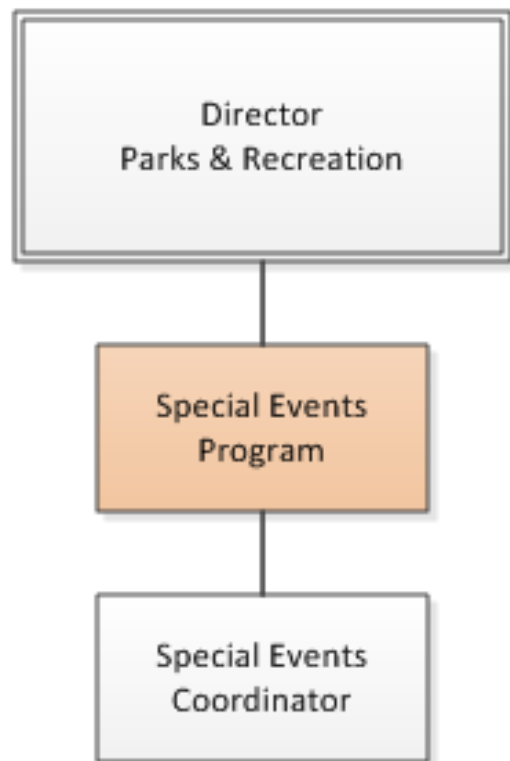 Director
Parks & Recreation
Special Events
Program
Special Events
Coordinator